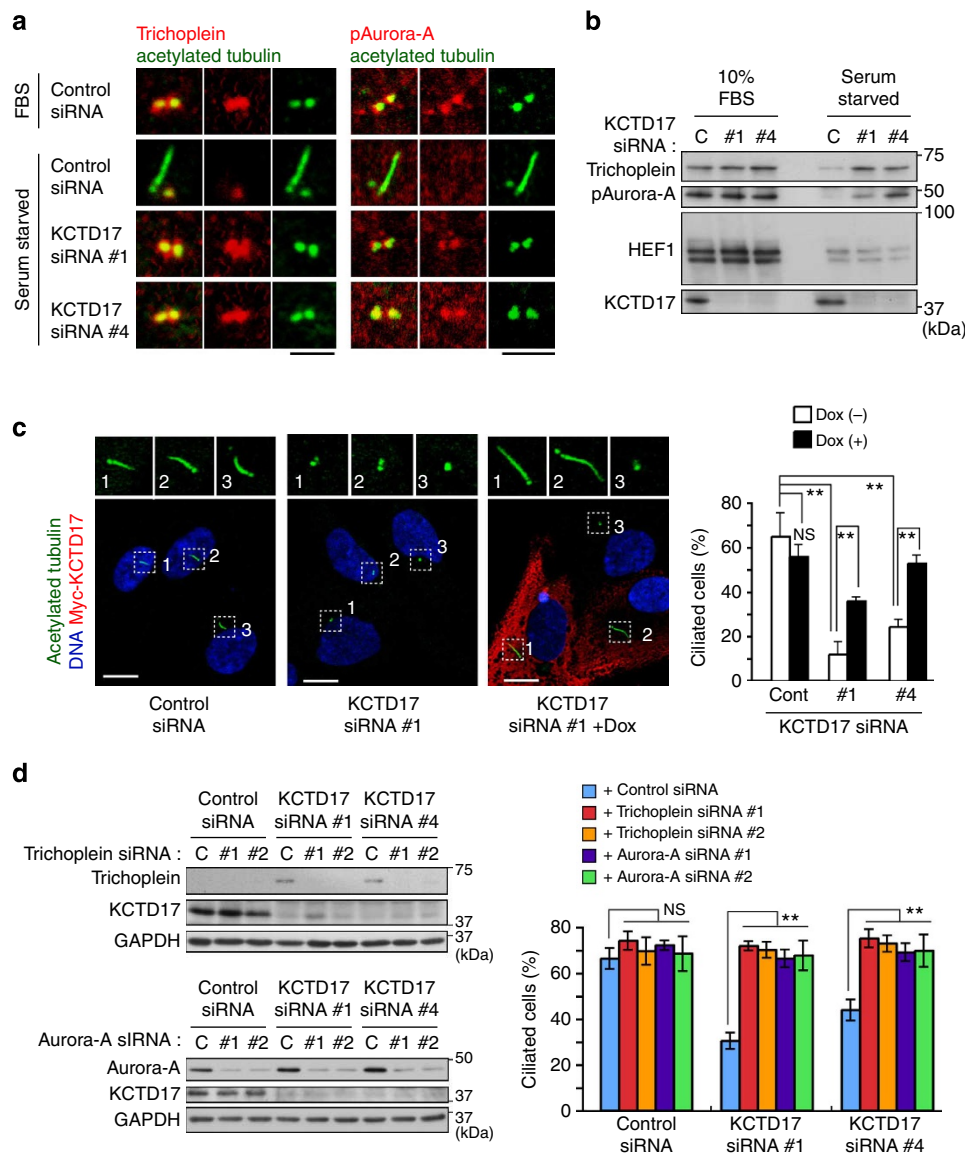 a
Trichoplein
acetylated tubulin
pAurora-A
acetylated tubulin
FBS
Control
siRNA
Serum starved
Control
siRNA
KCTD17
siRNA #1
KCTD17
siRNA #4
b
10%
FBS
Serum
starved
KCTD17
siRNA :
C #1 #4 C #1 #4
Trichoplein
75
pAurora-A
50
100
HEF1
KCTD17
37
(kDa)
c
Acetylated tubulin
DNA Myc-KCTD17
1 2 3
1 2 3
1 2 3
1 2 3
1 2 3
1 2 3
Control
siRNA
KCTD17
siRNA #1
KCTD17
siRNA #1 +Dox
Dox (–)
Dox (+)
Ciliated cells (%)
80
60
40
20
0
** ** NS ** **
Cont #1 #4
KCTD17 siRNA
d
Control
siRNA
KCTD17
siRNA #1
KCTD17
siRNA #4
Trichoplein siRNA : C #1 #2 C #1 #2 C #1 #2
Trichoplein
75
KCTD17
37
GAPDH
37
(kDa)
Control
siRNA
KCTD17
siRNA #1
KCTD17
siRNA #4
Aurora-A siRNA : C #1 #2 C #1 #2 C #1 #2
Aurora-A
50
KCTD17
37
GAPDH
37
(kDa)
+ Control siRNA
+ Trichoplein siRNA #1
+ Trichoplein siRNA #2
+ Aurora-A siRNA #1
+ Aurora-A siRNA #2
Ciliated cells (%)
80
60
40
20
0
NS ** **
Control
siRNA
KCTD17
siRNA #1
KCTD17
siRNA #4